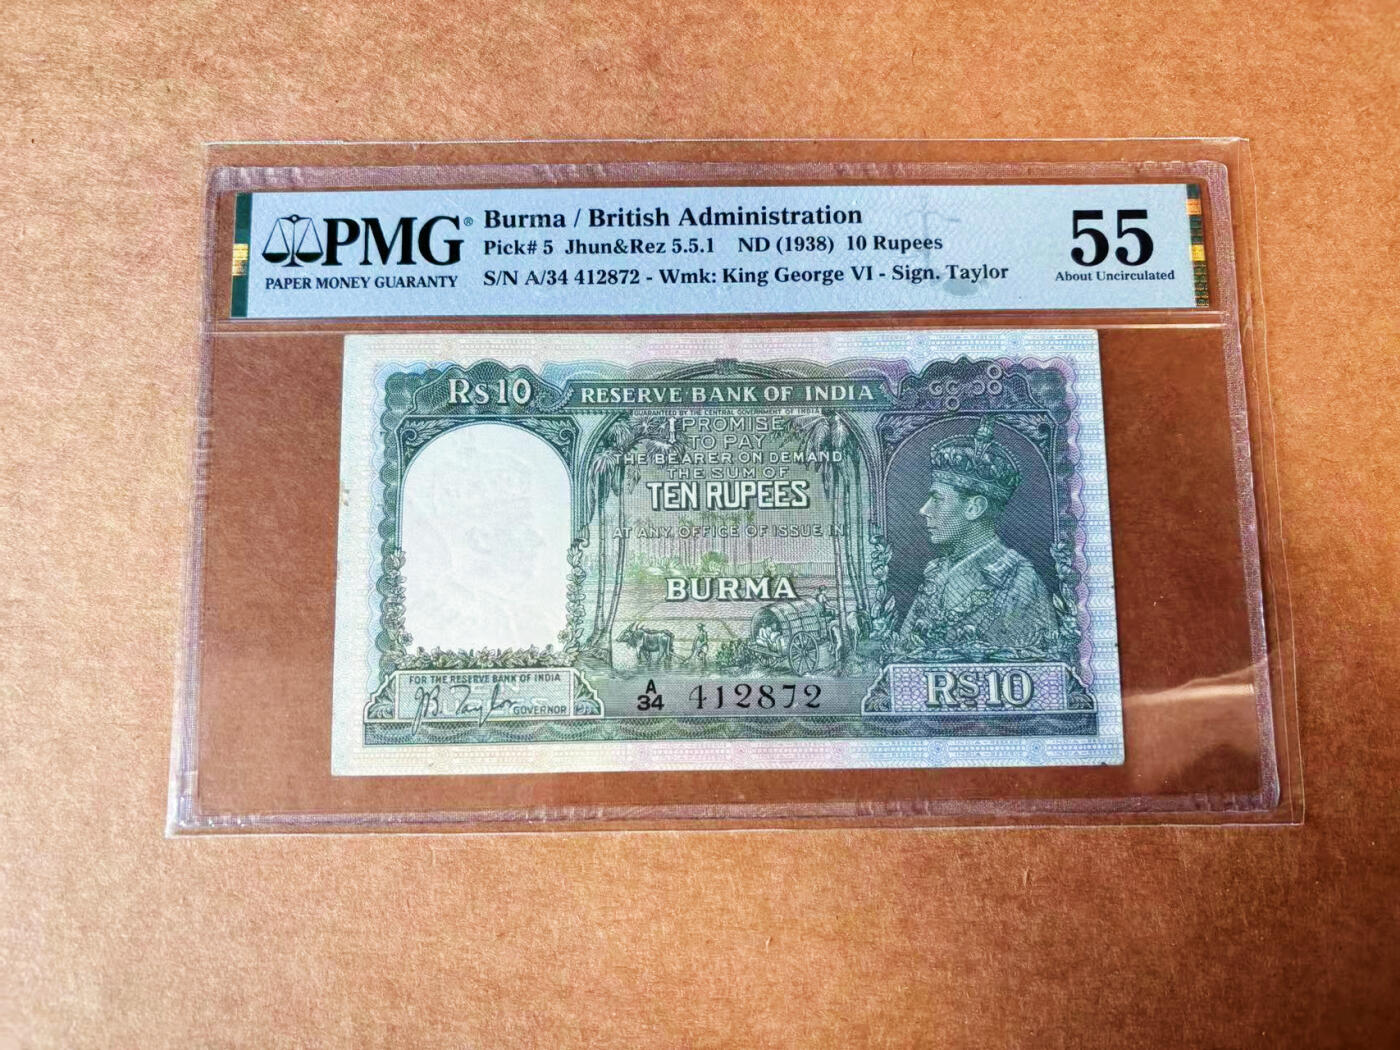 PMG®
PAPER MONEY GUARANTY
Burma / British Administration
Pick# 5 Jhun&Rez 5.5.1 ND (1938) 10 Rupees
S/N A/34 412872 - Wmk: King George VI - Sign. Taylor
55
About Uncirculated
Rs 10
RESERVE BANK OF INDIA
GUARANTEED BY THE CENTRAL GOVERNMENT OF INDIA
I PROMISE
TO PAY
THE BEARER ON DEMAND
THE SUM OF
TEN RUPEES
AT ANY OFFICE OF ISSUE IN
BURMA
FOR THE RESERVE BANK OF INDIA
J.B. Taylor
GOVERNOR
A
34
412872
Rs 10